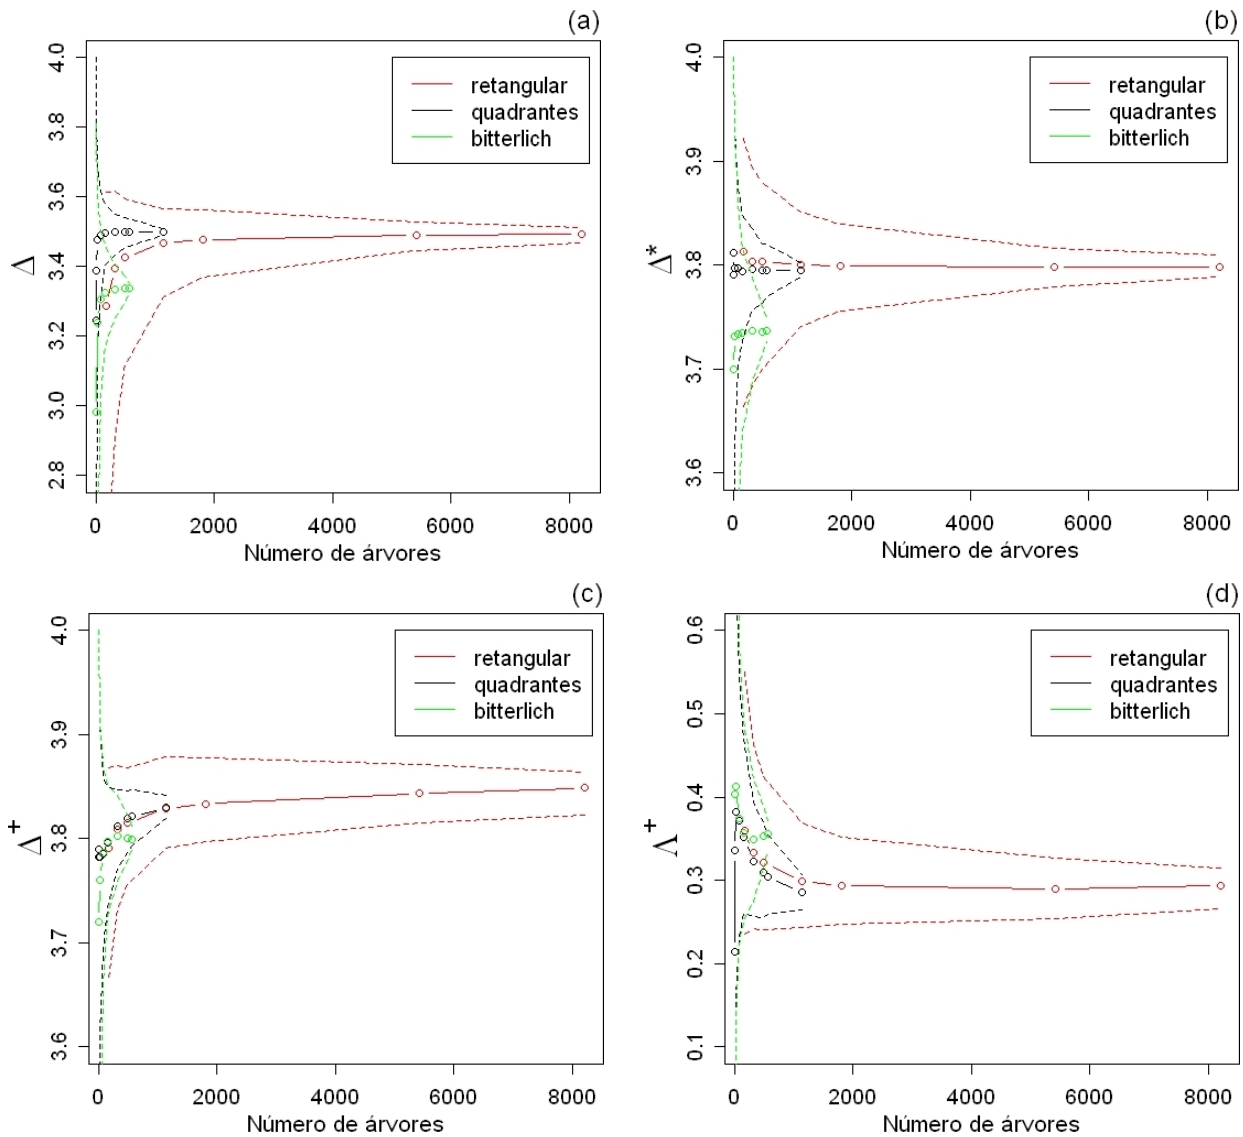 (a)
Δ
4.0
3.8
3.6
3.4
3.2
3.0
2.8
retangular
quadrantes
bitterlich
0 2000 4000 6000 8000
Número de árvores
(b)
Δ*
4.0
3.9
3.8
3.7
3.6
retangular
quadrantes
bitterlich
0 2000 4000 6000 8000
Número de árvores
(c)
Δ+
4.0
3.9
3.8
3.7
3.6
retangular
quadrantes
bitterlich
0 2000 4000 6000 8000
Número de árvores
(d)
Λ+
0.6
0.5
0.4
0.3
0.2
0.1
retangular
quadrantes
bitterlich
0 2000 4000 6000 8000
Número de árvores